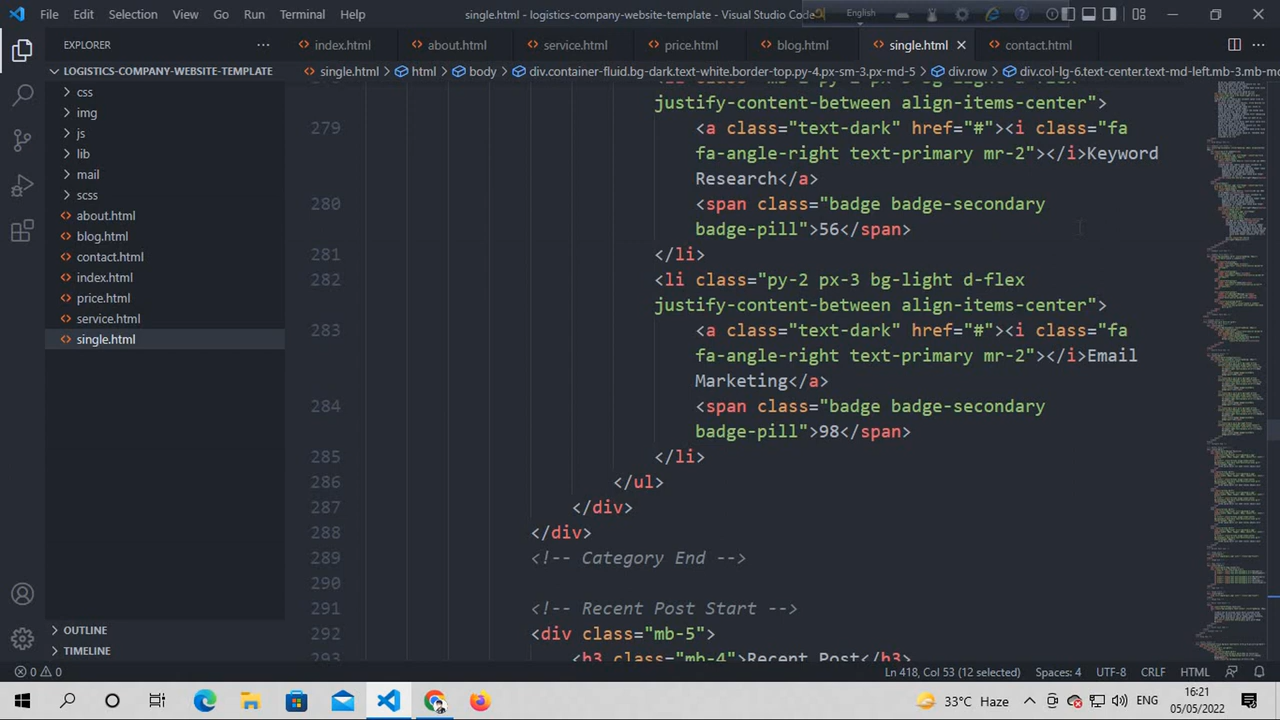 File Edit Selection View Go Run Terminal Help
single.html - logistics-company-website-template - Visual Studio Code
English
EXPLORER
index.html about.html service.html price.html blog.html single.html contact.html
LOGISTICS-COMPANY-WEBSITE-TEMPLATE
single.html > html > body > div.container-fluid.bg-dark.text-white.border-top.py-4.px-sm-3.px-md-5 > div.row > div.col-lg-6.text-center.text-md-left.mb-3.mb-mc
css
img
js
lib
mail
scss
about.html
blog.html
contact.html
index.html
price.html
service.html
single.html
OUTLINE
TIMELINE
justify-content-between align-items-center">
279 <a class="text-dark" href="#"><i class="fa
fa-angle-right text-primary mr-2"></i>Keyword
Research</a>
280 <span class="badge badge-secondary
badge-pill">56</span>
281 </li>
282 <li class="py-2 px-3 bg-light d-flex
justify-content-between align-items-center">
283 <a class="text-dark" href="#"><i class="fa
fa-angle-right text-primary mr-2"></i>Email
Marketing</a>
284 <span class="badge badge-secondary
badge-pill">98</span>
285 </li>
286 </ul>
287 </div>
288 </div>
289 <!-- Category End -->
290
291 <!-- Recent Post Start -->
292 <div class="mb-5">
293 <h3 class="mb-4">Recent Post</h3>
0 0 Ln 418, Col 53 (12 selected) Spaces: 4 UTF-8 CRLF HTML
33°C Haze ENG 16:21
05/05/2022